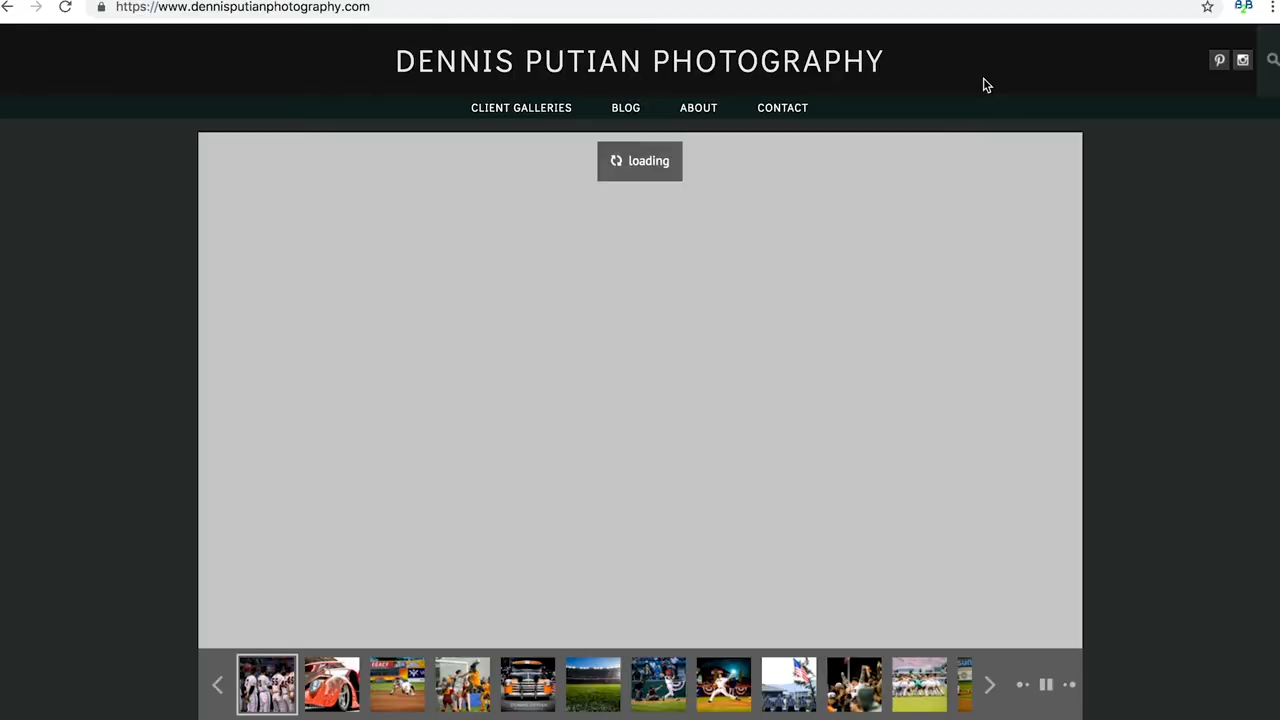 https://www.dennisputianphotography.com
DENNIS PUTIAN PHOTOGRAPHY
CLIENT GALLERIES BLOG ABOUT CONTACT
loading